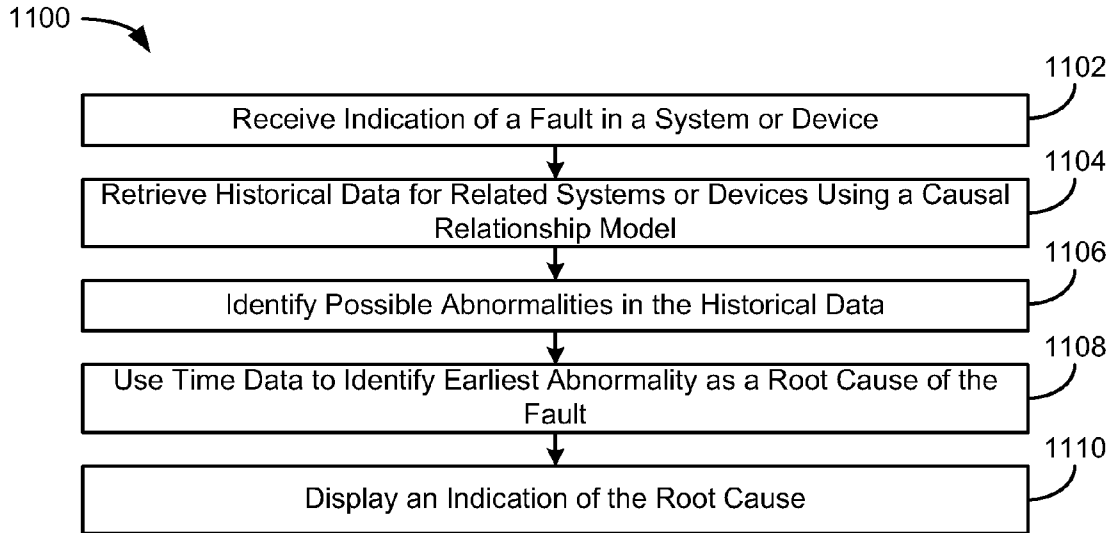 1100
1102
Receive Indication of a Fault in a System or Device
1104
Retrieve Historical Data for Related Systems or Devices Using a Causal
Relationship Model
1106
Identify Possible Abnormalities in the Historical Data
1108
Use Time Data to Identify Earliest Abnormality as a Root Cause of the
Fault
1110
Display an Indication of the Root Cause